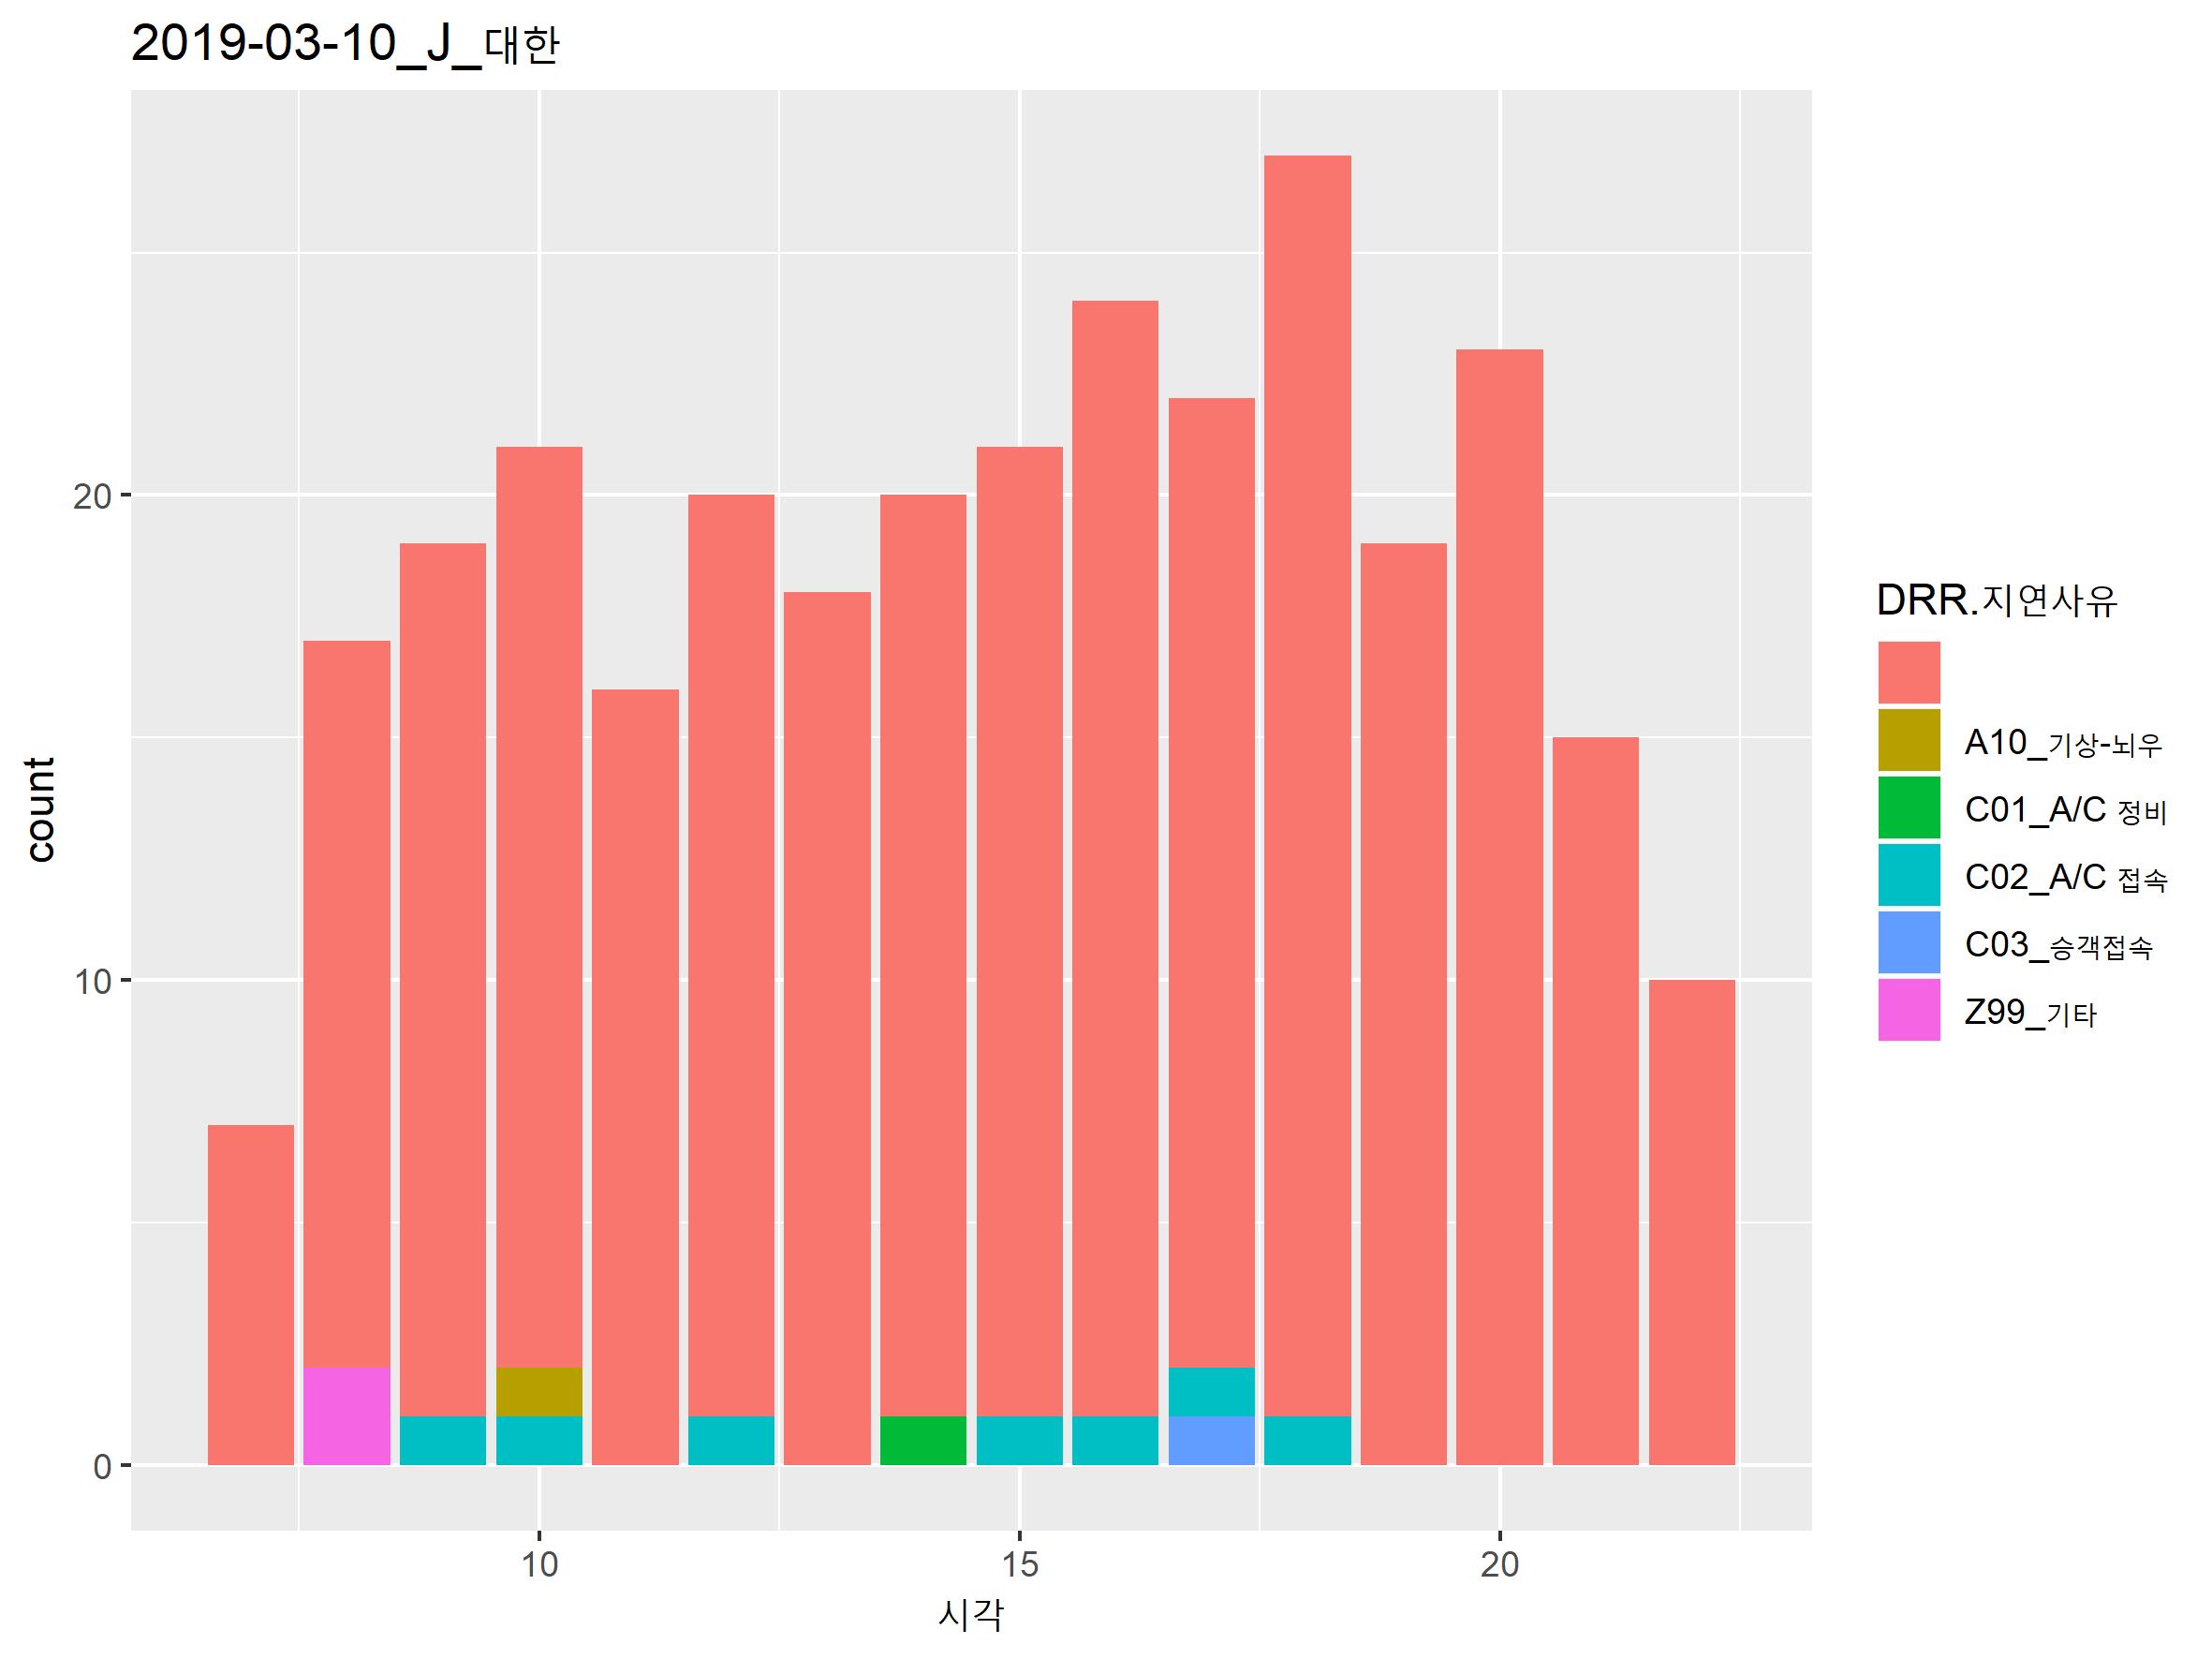 2019-03-10_J_대한
count
20
10
0
10
15
20
시각
DRR.지연사유
A10_기상-뇌우
C01_A/C 정비
C02_A/C 접속
C03_승객접속
Z99_기타